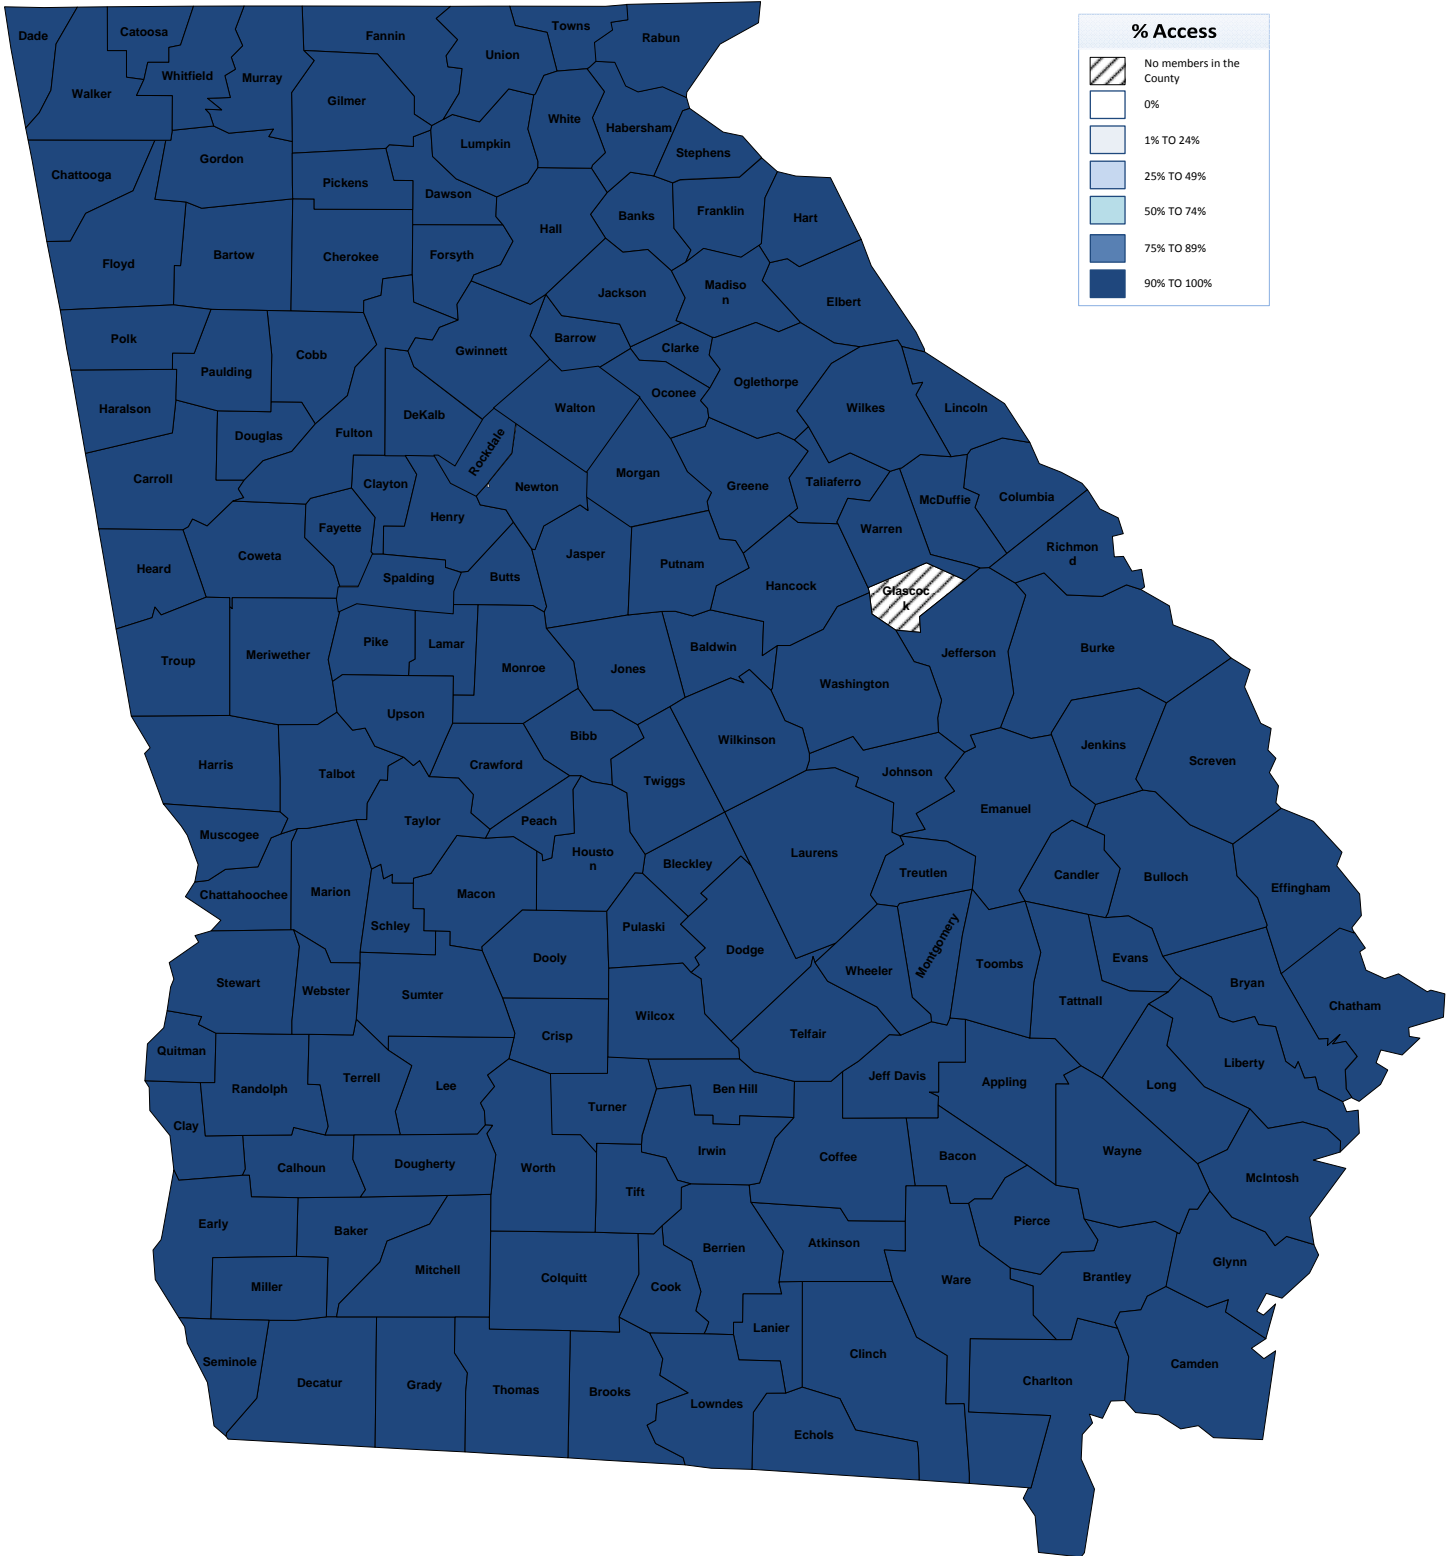 % Access
No members in the
County
0%
1% TO 24%
25% TO 49%
50% TO 74%
75% TO 89%
90% TO 100%
Dade
Catoosa
Whitfield
Walker
Murray
Fannin
Gilmer
Union
Towns
Rabun
White
Habersham
Lumpkin
Stephens
Chattooga
Gordon
Pickens
Dawson
Hall
Banks
Franklin
Hart
Floyd
Bartow
Cherokee
Forsyth
Jackson
Madiso
n
Elbert
Polk
Cobb
Gwinnett
Barrow
Clarke
Paulding
Oglethorpe
Oconee
Haralson
Walton
Wilkes
Lincoln
DeKalb
Douglas
Fulton
Rockdale
Carroll
Clayton
Newton
Morgan
Greene
Taliaferro
McDuffie
Columbia
Henry
Fayette
Warren
Coweta
Jasper
Putnam
Richmon
d
Heard
Spalding
Butts
Hancock
Glascoc
k
Pike
Lamar
Baldwin
Burke
Troup
Meriwether
Monroe
Jones
Jefferson
Washington
Upson
Bibb
Wilkinson
Jenkins
Harris
Talbot
Crawford
Twiggs
Johnson
Screven
Emanuel
Muscogee
Taylor
Peach
Housto
n
Bleckley
Laurens
Treutlen
Candler
Bulloch
Effingham
Chattahoochee
Marion
Macon
Schley
Pulaski
Montgomery
Dooly
Dodge
Wheeler
Toombs
Evans
Stewart
Webster
Sumter
Tattnall
Bryan
Chatham
Wilcox
Crisp
Telfair
Quitman
Randolph
Terrell
Lee
Ben Hill
Jeff Davis
Appling
Long
Liberty
Turner
Clay
Irwin
Coffee
Bacon
Wayne
Calhoun
Dougherty
Worth
McIntosh
Tift
Early
Baker
Pierce
Berrien
Atkinson
Glynn
Miller
Mitchell
Colquitt
Cook
Ware
Brantley
Lanier
Seminole
Clinch
Camden
Decatur
Grady
Thomas
Brooks
Charlton
Lowndes
Echols